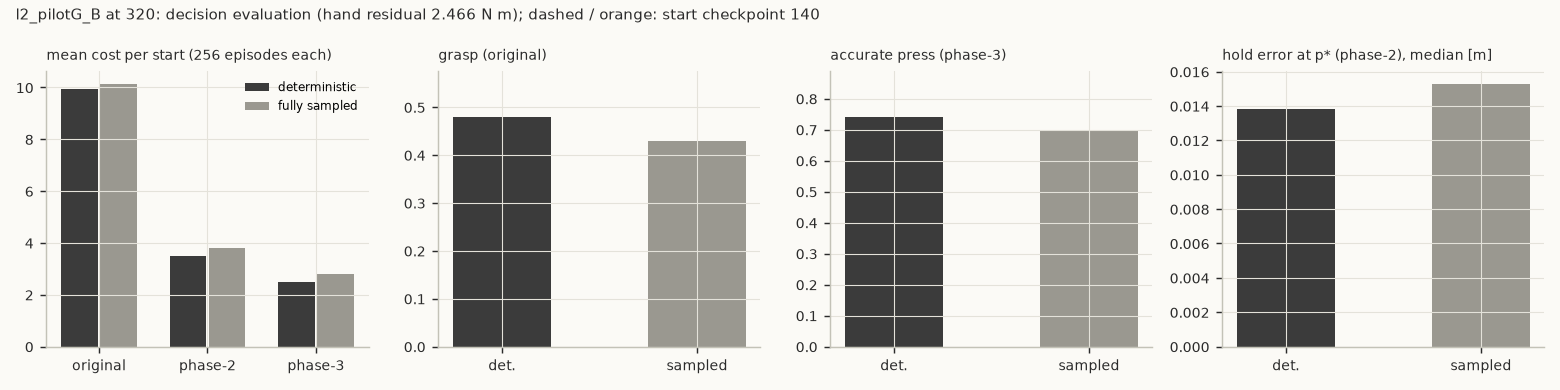 l2_pilotG_B at 320: decision evaluation (hand residual 2.466 N m); dashed / orange: start checkpoint 140
mean cost per start (256 episodes each)
deterministic
fully sampled
10
8
6
4
2
0
original
phase-2
phase-3
grasp (original)
0.5
0.4
0.3
0.2
0.1
0.0
det.
sampled
accurate press (phase-3)
0.8
0.7
0.6
0.5
0.4
0.3
0.2
0.1
0.0
det.
sampled
hold error at p* (phase-2), median [m]
0.016
0.014
0.012
0.010
0.008
0.006
0.004
0.002
0.000
det.
sampled